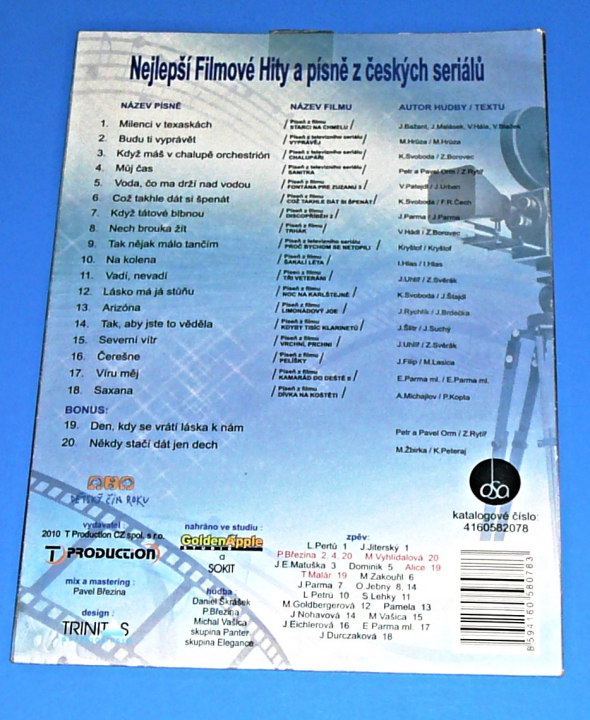 Nejlepší Filmové Hity a písně z českých seriálů
NÁZEV PÍSNĚ NÁZEV FILMU AUTOR HUDBY / TEXTU
1. Milenci v texaskách / Píseň z filmu STARCI NA CHMELU / J.Bažant, J.Malásek, V.Hála, V.Blažek
2. Budu ti vyprávět / Píseň z televizního seriálu VYPRÁVĚJ / M.Hrůza / M.Hrůza
3. Když máš v chalupě orchestrión / Píseň z televizního seriálu CHALUPÁŘI / K.Svoboda / Z.Borovec
4. Můj čas / Píseň z televizního seriálu SANITKA / Petr a Pavel Orm / Z.Rytíř
5. Voda, čo ma drží nad vodou / Píseň z filmu FONTÁNA PRE ZUZANU 2 / V.Patejdl / J.Urban
6. Což takhle dát si špenát / Píseň z filmu COŽ TAKHLE DÁT SI ŠPENÁT / K.Svoboda / F.R.Čech
7. Když tátové blbnou / Píseň z filmu DISCOPŘÍBĚH 2 / J.Parma / J.Parma
8. Nech brouka žít / Píseň z filmu TRHÁK / V.Hádl / Z.Borovec
9. Tak nějak málo tančím / Píseň z televizního seriálu PROČ BYCHOM SE NETOPILI / Kryštof / Kryštof
10. Na kolena / Píseň z filmu ŠAKALÍ LÉTA / I.Hlas / I.Hlas
11. Vadí, nevadí / Píseň z filmu TŘI VETERÁNI / J.Uhlíř / Z.Svěrák
12. Lásko má já stůňu / Píseň z filmu NOC NA KARLŠTEJNĚ / K.Svoboda / J.Štaidl
13. Arizóna / Píseň z filmu LIMONÁDOVÝ JOE / J.Rychlík / J.Brdečka
14. Tak, aby jste to věděla / Píseň z filmu KDYBY TISÍC KLARINETŮ / J.Šlitr / J.Suchý
15. Severní vítr / Píseň z filmu VRCHNÍ, PRCHNI / J.Uhlíř / Z.Svěrák
16. Čerešne / Píseň z filmu PELÍŠKY / J.Filip / M.Lasica
17. Víru měj / Píseň z filmu KAMARÁD DO DEŠTĚ II / E.Parma ml. / E.Parma ml.
18. Saxana / Píseň z filmu DÍVKA NA KOŠTĚTI / A.Michajlov / P.Kopta
BONUS:
19. Den, kdy se vrátí láska k nám Petr a Pavel Orm / Z.Rytíř
20. Někdy stačí dát jen dech M.Žbirka / K.Peteraj
DĚTSKÝ ČIN ROKU
osa
katalogové číslo:
4160582078
vydavatel :
2010 T Production CZ spol. s r.o.
T PRODUCTION
mix a mastering :
Pavel Březina
design :
TRINIT S
nahráno ve studiu :
GoldenApple
a
SOKIT
hudba :
Daniel Škrášek
P.Březina
Michal Vašica
skupina Panter
skupina Elegance
zpěv:
L Pertů 1 J.Jiterský 1
P.Březina 2, 4, 20 M Vyhlídalová 20
J.E.Matuška 3 Dominik 5 Alice 19
T.Malár 19 M Zakouřil 6
J Parma 7 O Jebny 8, 14
L Petrů 10 S.Lehky 11
M.Goldbergerová 12 Pamela 13
J.Nohavová 14 M Vašica 15
J.Eichlerová 16 E Parma ml 17
J Durczaková 18
8594160580783